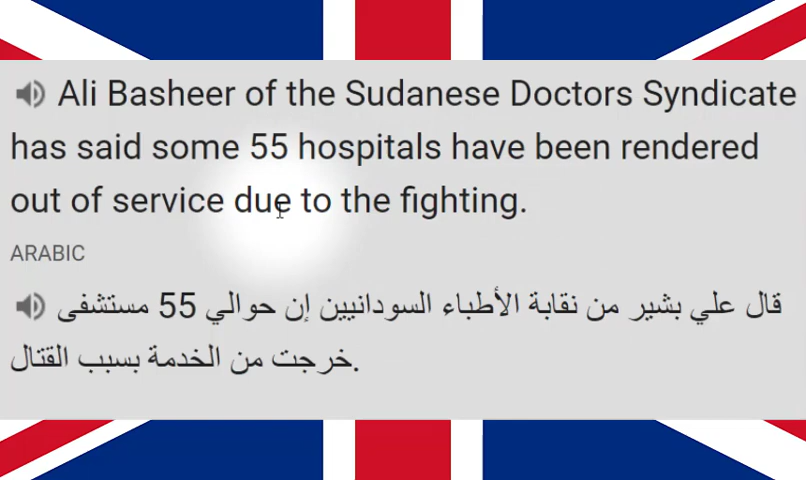 Ali Basheer of the Sudanese Doctors Syndicate
has said some 55 hospitals have been rendered
out of service due to the fighting.
ARABIC
قال علي بشير من نقابة الأطباء السودانيين إن حوالي 55 مستشفى
خرجت من الخدمة بسبب القتال.